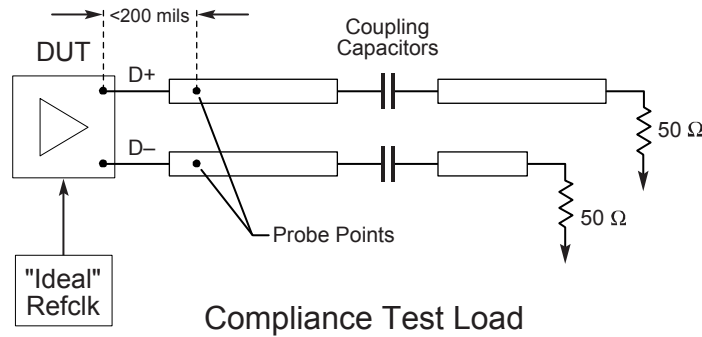 <200 mils
Coupling
Capacitors
DUT
D+
50 Ω
D–
50 Ω
Probe Points
"Ideal"
Refclk
Compliance Test Load